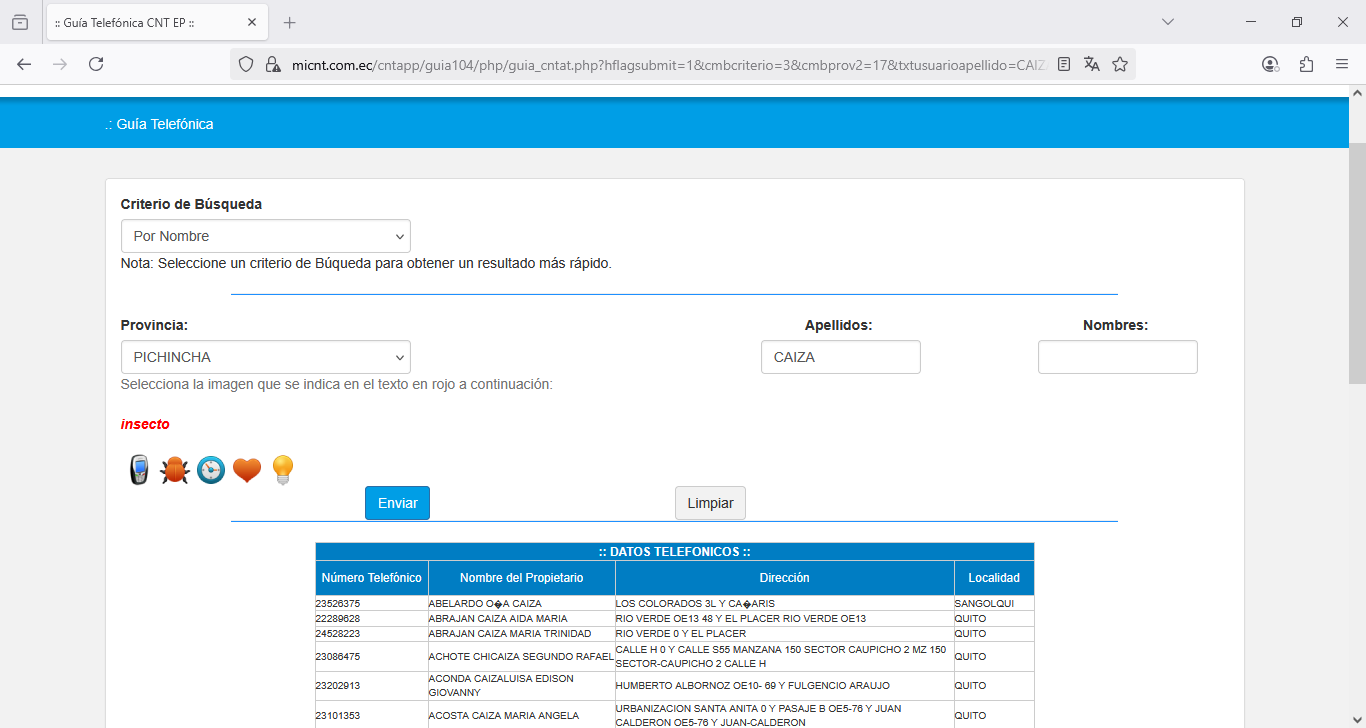 :: Guía Telefónica CNT EP ::
micnt.com.ec/cntapp/guia104/php/guia_cntat.php?hflagsubmit=1&cmbcriterio=3&cmbprov2=17&txtusuarioapellido=CAIZ
.: Guía Telefónica
Criterio de Búsqueda
Por Nombre
Nota: Seleccione un criterio de Búqueda para obtener un resultado más rápido.
Provincia: Apellidos: Nombres:
PICHINCHA CAIZA
Selecciona la imagen que se indica en el texto en rojo a continuación:
insecto
Enviar Limpiar
:: DATOS TELEFONICOS ::
Número Telefónico Nombre del Propietario Dirección Localidad
23526375 ABELARDO O�A CAIZA LOS COLORADOS 3L Y CA�ARIS SANGOLQUI
22289628 ABRAJAN CAIZA AIDA MARIA RIO VERDE OE13 48 Y EL PLACER RIO VERDE OE13 QUITO
24528223 ABRAJAN CAIZA MARIA TRINIDAD RIO VERDE 0 Y EL PLACER QUITO
23086475 ACHOTE CHICAIZA SEGUNDO RAFAEL CALLE H 0 Y CALLE S55 MANZANA 150 SECTOR CAUPICHO 2 MZ 150
SECTOR-CAUPICHO 2 CALLE H QUITO
23202913 ACONDA CAIZALUISA EDISON
GIOVANNY HUMBERTO ALBORNOZ OE10- 69 Y FULGENCIO ARAUJO QUITO
23101353 ACOSTA CAIZA MARIA ANGELA URBANIZACION SANTA ANITA 0 Y PASAJE B OE5-76 Y JUAN
CALDERON OE5-76 Y JUAN-CALDERON QUITO